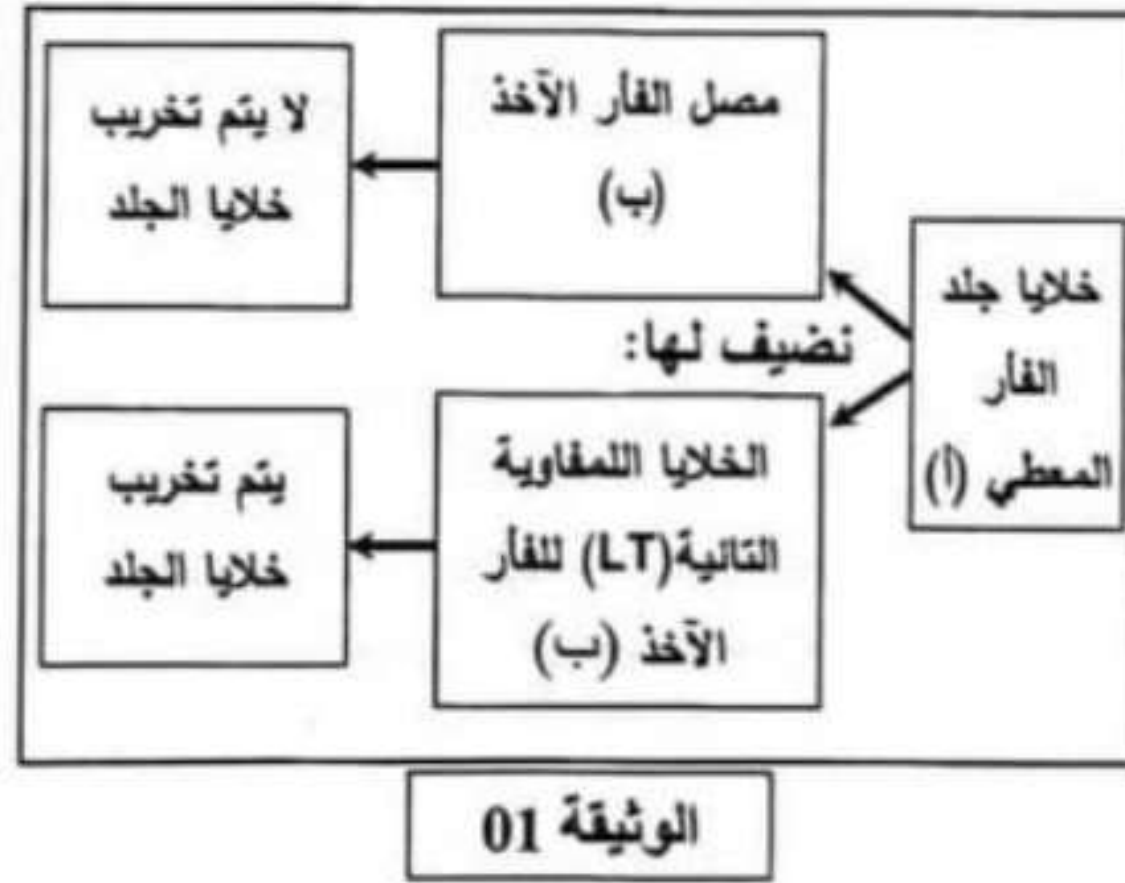 خلايا جلد
الفأر
المعطي (أ)
نضيف لها:
مصل الفأر الآخذ
(ب)
لا يتم تخريب
خلايا الجلد
الخلايا اللمفاوية
التائية(LT) للفأر
الآخذ (ب)
يتم تخريب
خلايا الجلد
الوثيقة 01